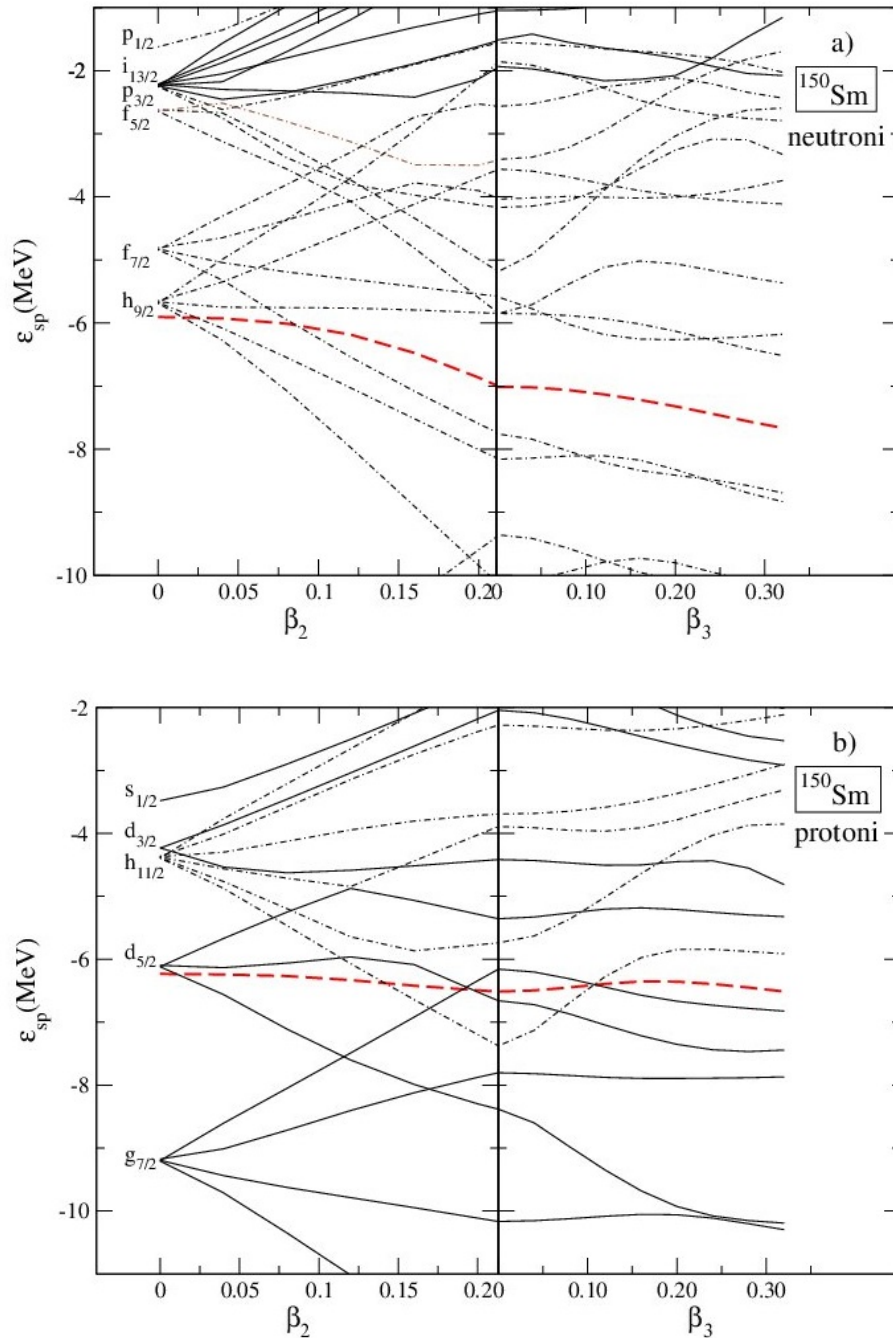 a)
150Sm
neutroni
p1/2
i13/2
p3/2
f5/2
f7/2
h9/2
εsp(MeV)
-2
-4
-6
-8
-10
0 0.05 0.1 0.15 0.20 0.10 0.20 0.30
β2 β3
b)
150Sm
protoni
s1/2
d3/2
h11/2
d5/2
g7/2
εsp(MeV)
-2
-4
-6
-8
-10
0 0.05 0.1 0.15 0.20 0.10 0.20 0.30
β2 β3